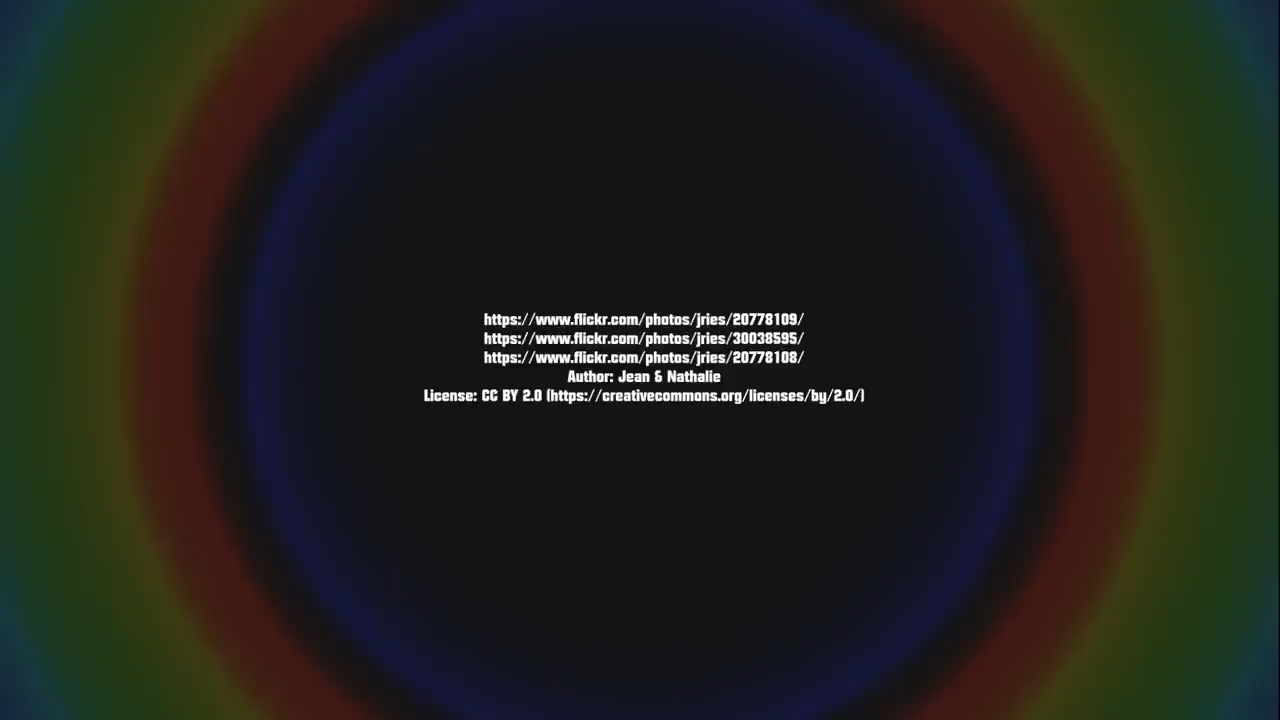 https://www.flickr.com/photos/jries/20778109/
https://www.flickr.com/photos/jries/30038595/
https://www.flickr.com/photos/jries/20778108/
Author: Jean & Nathalie
License: CC BY 2.0 (https://creativecommons.org/licenses/by/2.0/)